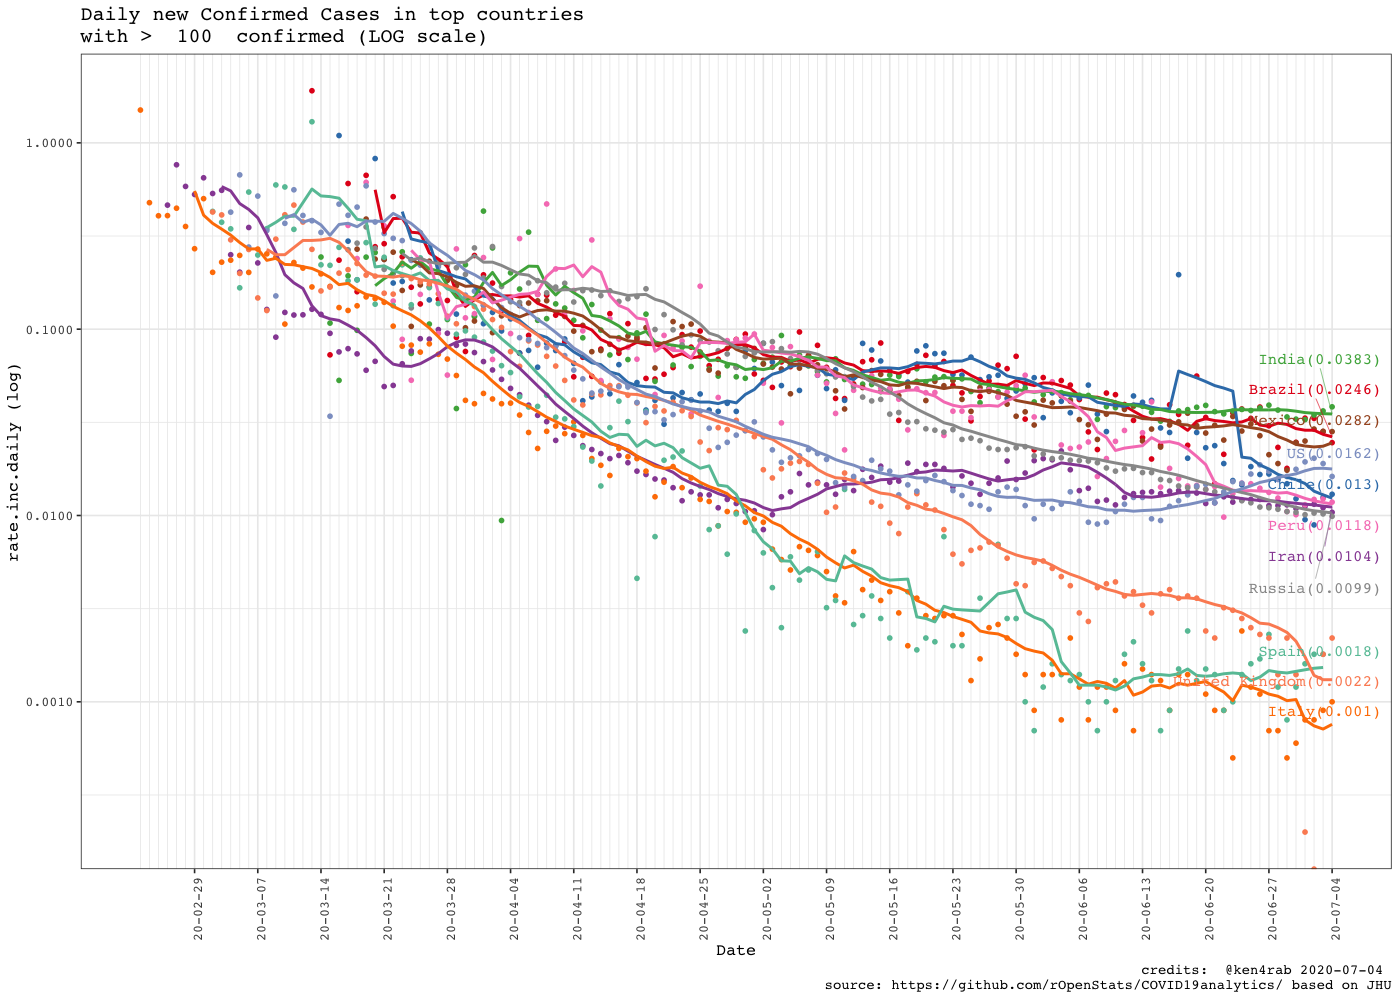 Daily new Confirmed Cases in top countries
with >  100  confirmed (LOG scale)
rate.inc.daily (log)
1.0000
0.1000
0.0100
0.0010
India(0.0383)
Brazil(0.0246)
Mexico(0.0282)
US(0.0162)
Chile(0.013)
Peru(0.0118)
Iran(0.0104)
Russia(0.0099)
Spain(0.0018)
United Kingdom(0.0022)
Italy(0.001)
20-02-29
20-03-07
20-03-14
20-03-21
20-03-28
20-04-04
20-04-11
20-04-18
20-04-25
20-05-02
20-05-09
20-05-16
20-05-23
20-05-30
20-06-06
20-06-13
20-06-20
20-06-27
20-07-04
Date
credits:  @ken4rab 2020-07-04
source: https://github.com/rOpenStats/COVID19analytics/ based on JHU